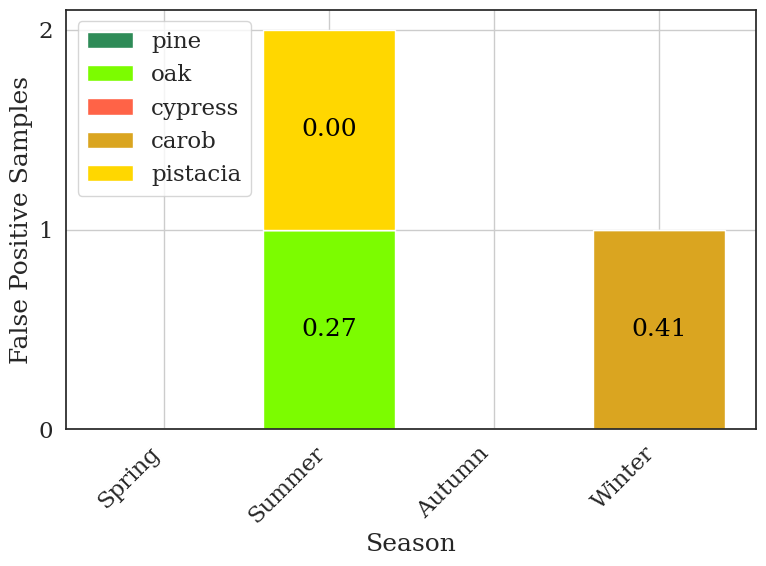 2
pine
oak
cypress
carob
pistacia
0.00
1
0.27
0.41
0
False Positive Samples
Spring
Summer
Autumn
Winter
Season